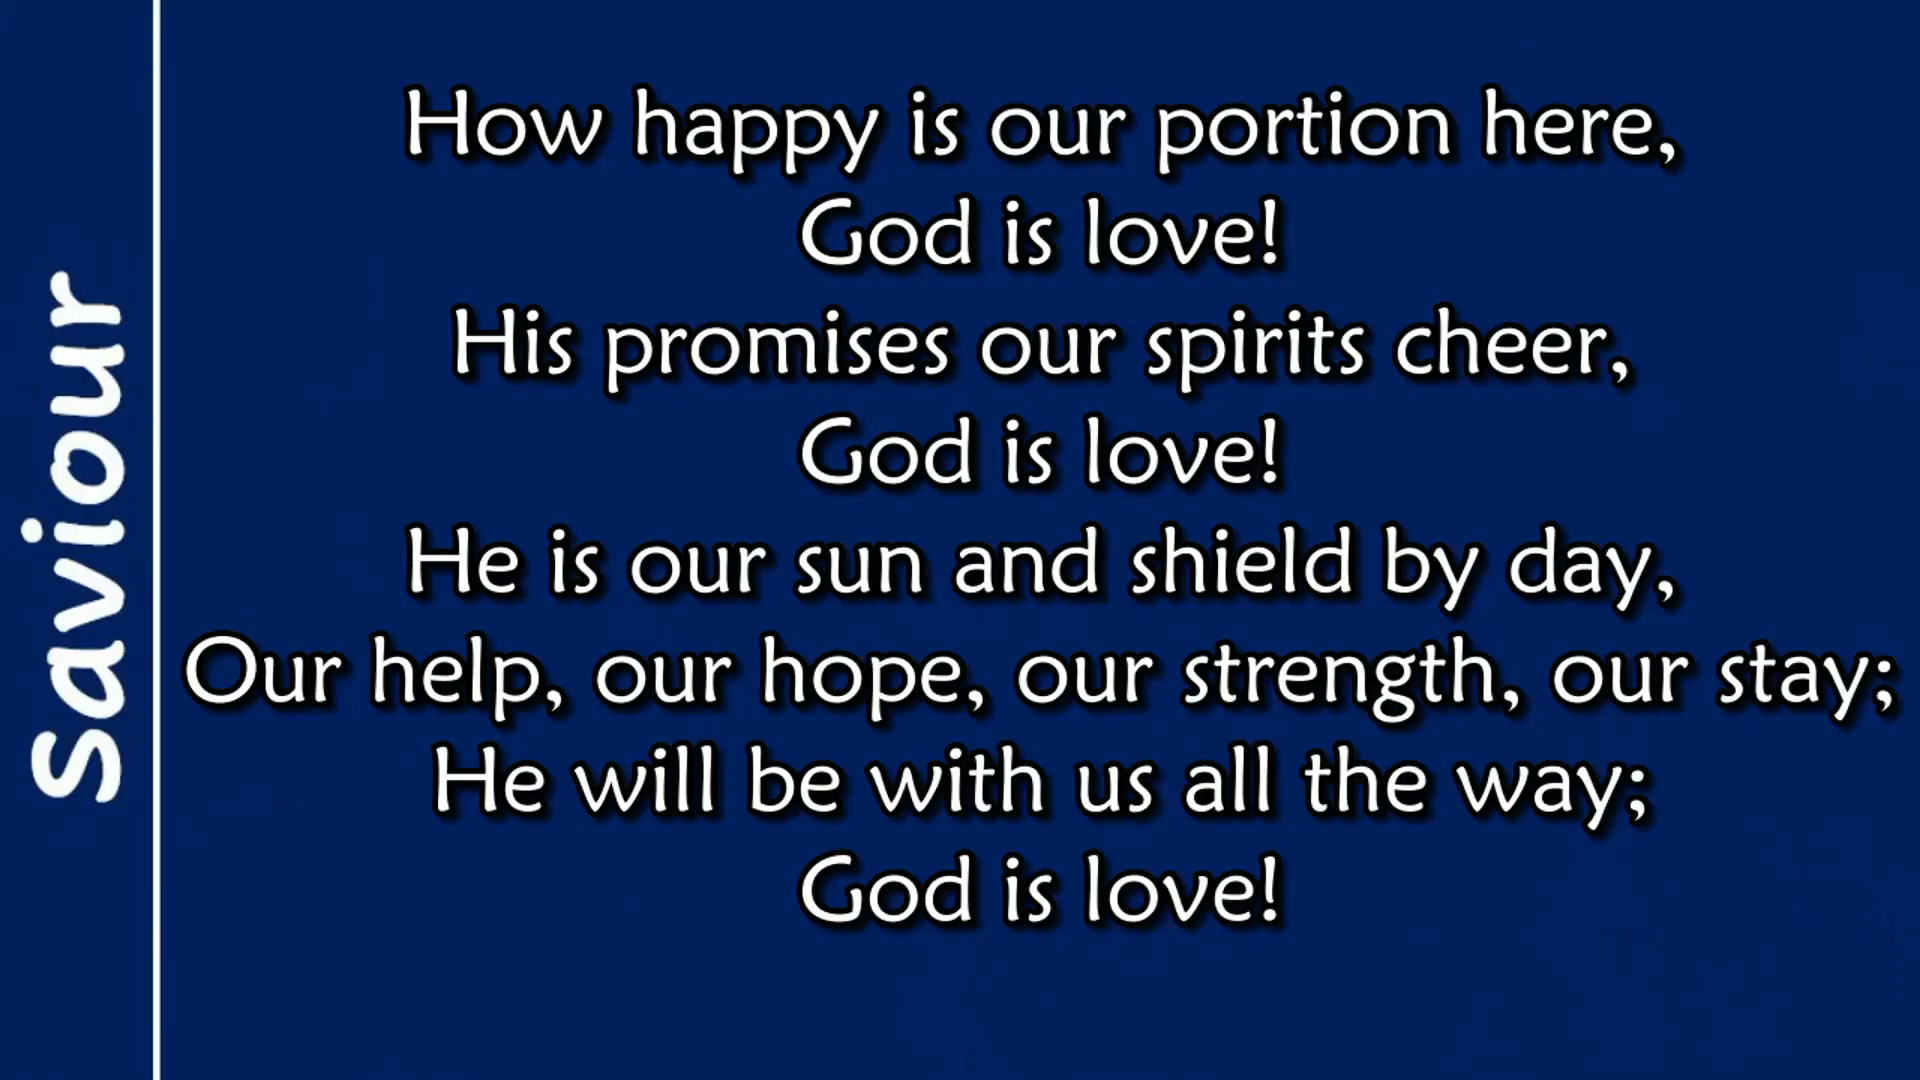 Saviour
How happy is our portion here,
God is love!
His promises our spirits cheer,
God is love!
He is our sun and shield by day,
Our help, our hope, our strength, our stay;
He will be with us all the way;
God is love!